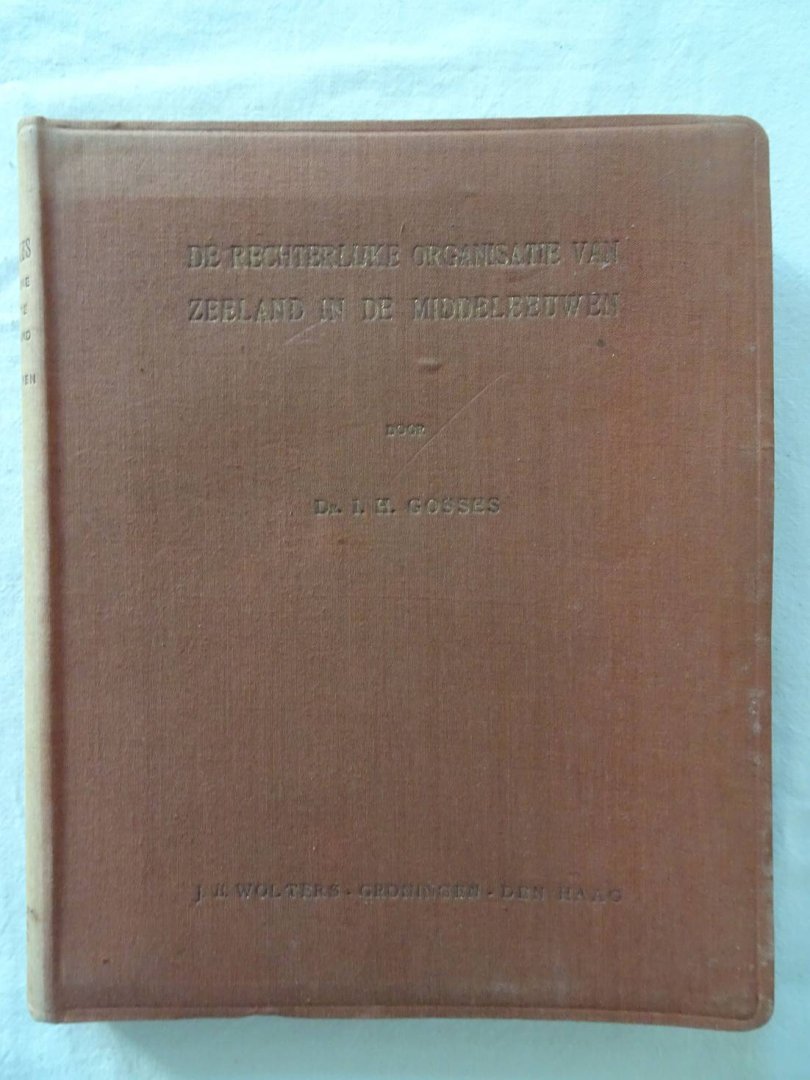 DE RECHTERLIJKE ORGANISATIE VAN
ZEELAND IN DE MIDDELEEUWEN
DOOR
Dr. I. H. GOSSES
J. B. WOLTERS - GRONINGEN - DEN HAAG